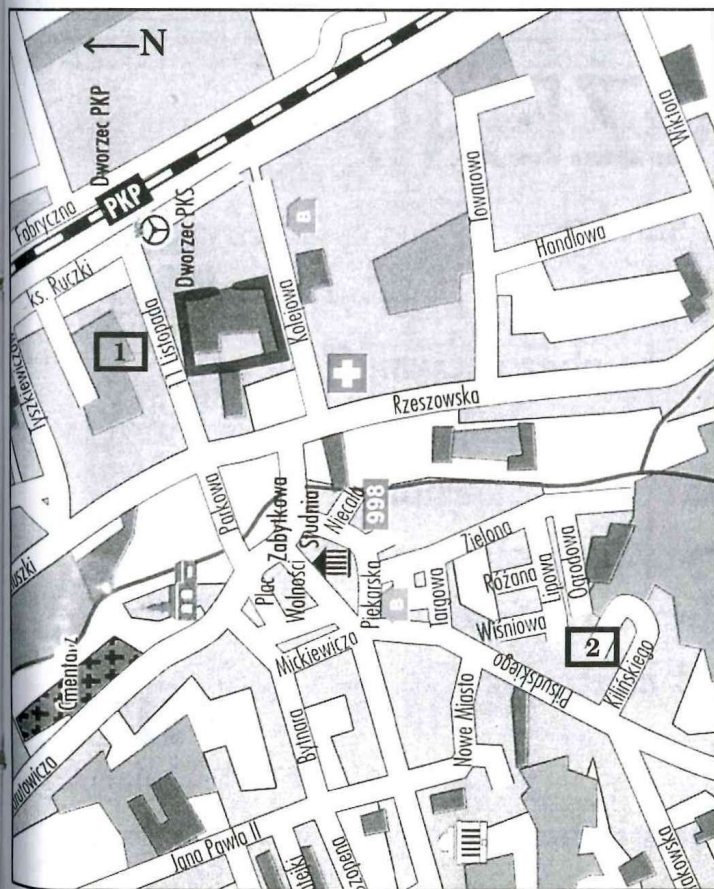 N
Dworzec PKP
Fabryczna
PKP
Wiktora
ks. Ruczki
Dworzec PKS
Towarowa
Handlowa
B
1
11 Listopada
Kolejowa
Rzeszowska
Parkowa
Zabytkowa
Studnia
Niecała
998
Plac
Wolności
Zielona
Cmentarz
Mickiewicza
Piekarska
B
Targowa
Różana
Lipowa
Ogrodowa
Wiśniowa
2
Piłsudskiego
Kilińskiego
Bytnara
Nowe Miasto
Jana Pawła II